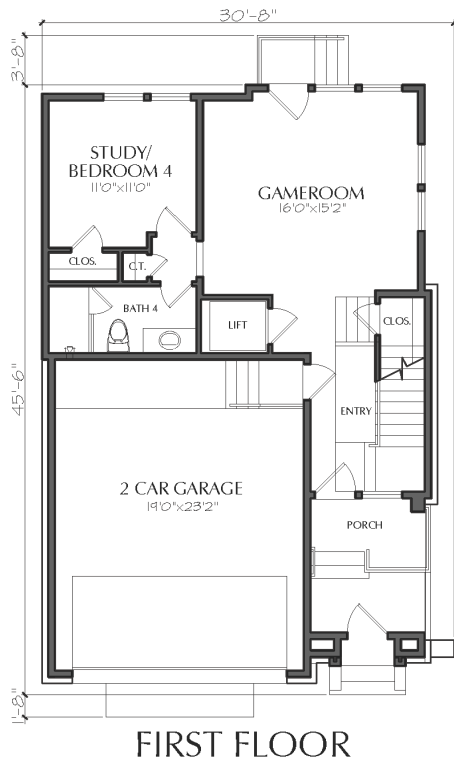 30'-8"
3'-8"
STUDY/
BEDROOM 4
11'0"x11'0"
GAMEROOM
16'0"x15'2"
CLOS.
C.T.
BATH 4
LIFT
CLOS.
45'-6"
ENTRY
2 CAR GARAGE
19'0"x23'2"
PORCH
1'-8"
FIRST FLOOR